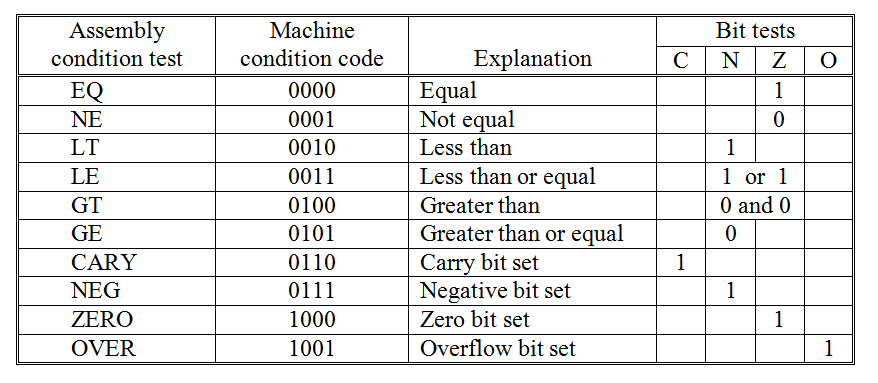 Assembly condition test Machine condition code Explanation Bit tests
C N Z O
EQ 0000 Equal 1
NE 0001 Not equal 0
LT 0010 Less than 1
LE 0011 Less than or equal 1 or 1
GT 0100 Greater than 0 and 0
GE 0101 Greater than or equal 0
CARY 0110 Carry bit set 1
NEG 0111 Negative bit set 1
ZERO 1000 Zero bit set 1
OVER 1001 Overflow bit set 1